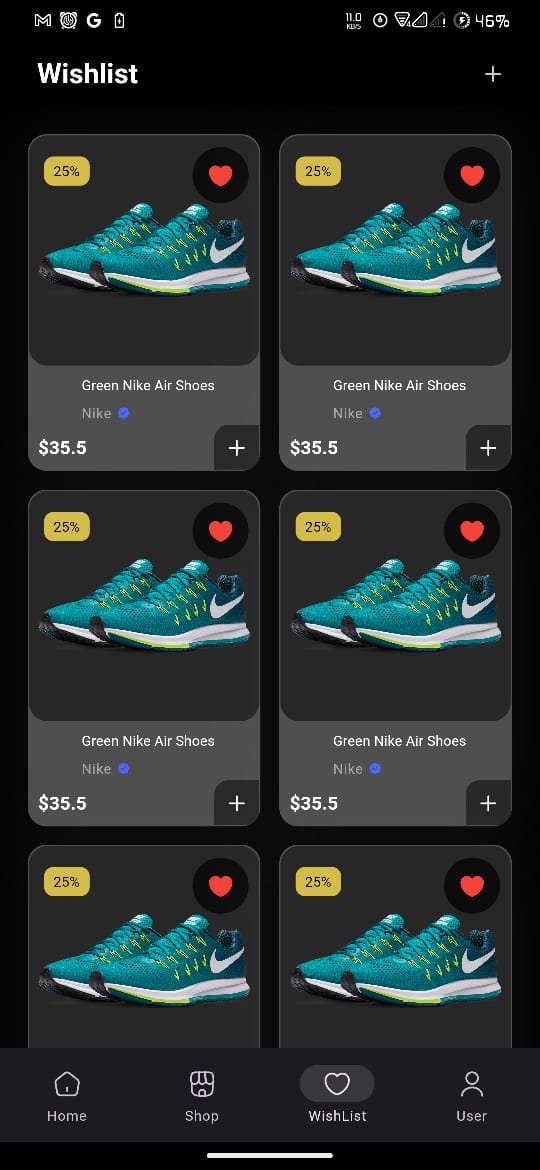 11.0
KB/S
46%
Wishlist
25%
25%
Green Nike Air Shoes
Green Nike Air Shoes
Nike
Nike
$35.5
$35.5
25%
25%
Green Nike Air Shoes
Green Nike Air Shoes
Nike
Nike
$35.5
$35.5
25%
25%
Home
Shop
WishList
User